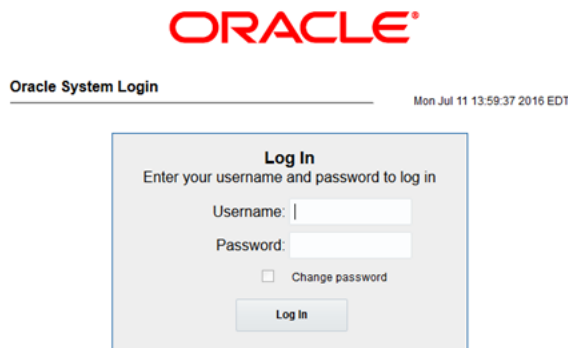 ORACLE®
Oracle System Login
Mon Jul 11 13:59:37 2016 EDT
Log In
Enter your username and password to log in
Username:
Password:
Change password
Log In